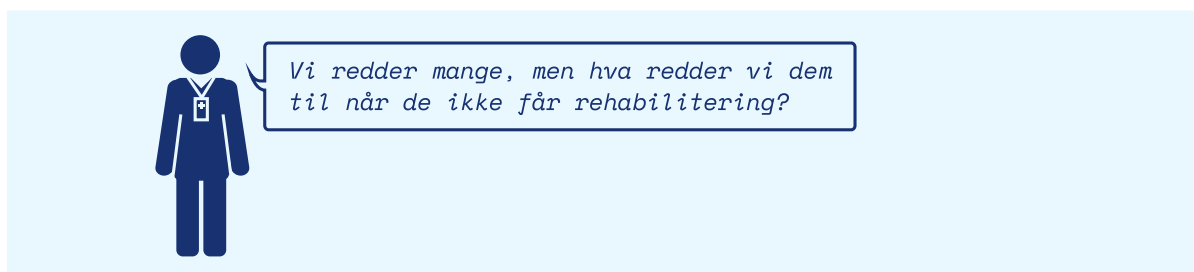 Vi redder mange, men hva redder vi dem
til når de ikke får rehabilitering?